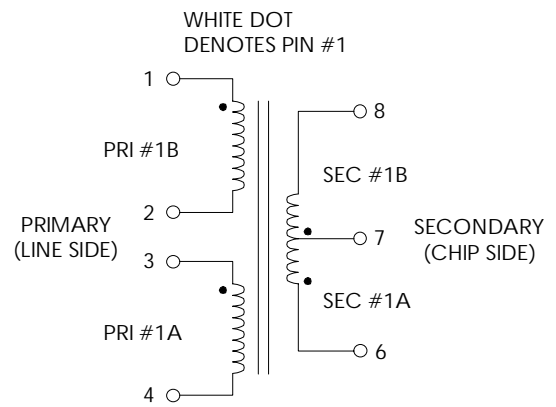 WHITE DOT
DENOTES PIN #1
1
8
PRI #1B
SEC #1B
2
PRIMARY
(LINE SIDE)
7
SECONDARY
(CHIP SIDE)
3
SEC #1A
PRI #1A
6
4